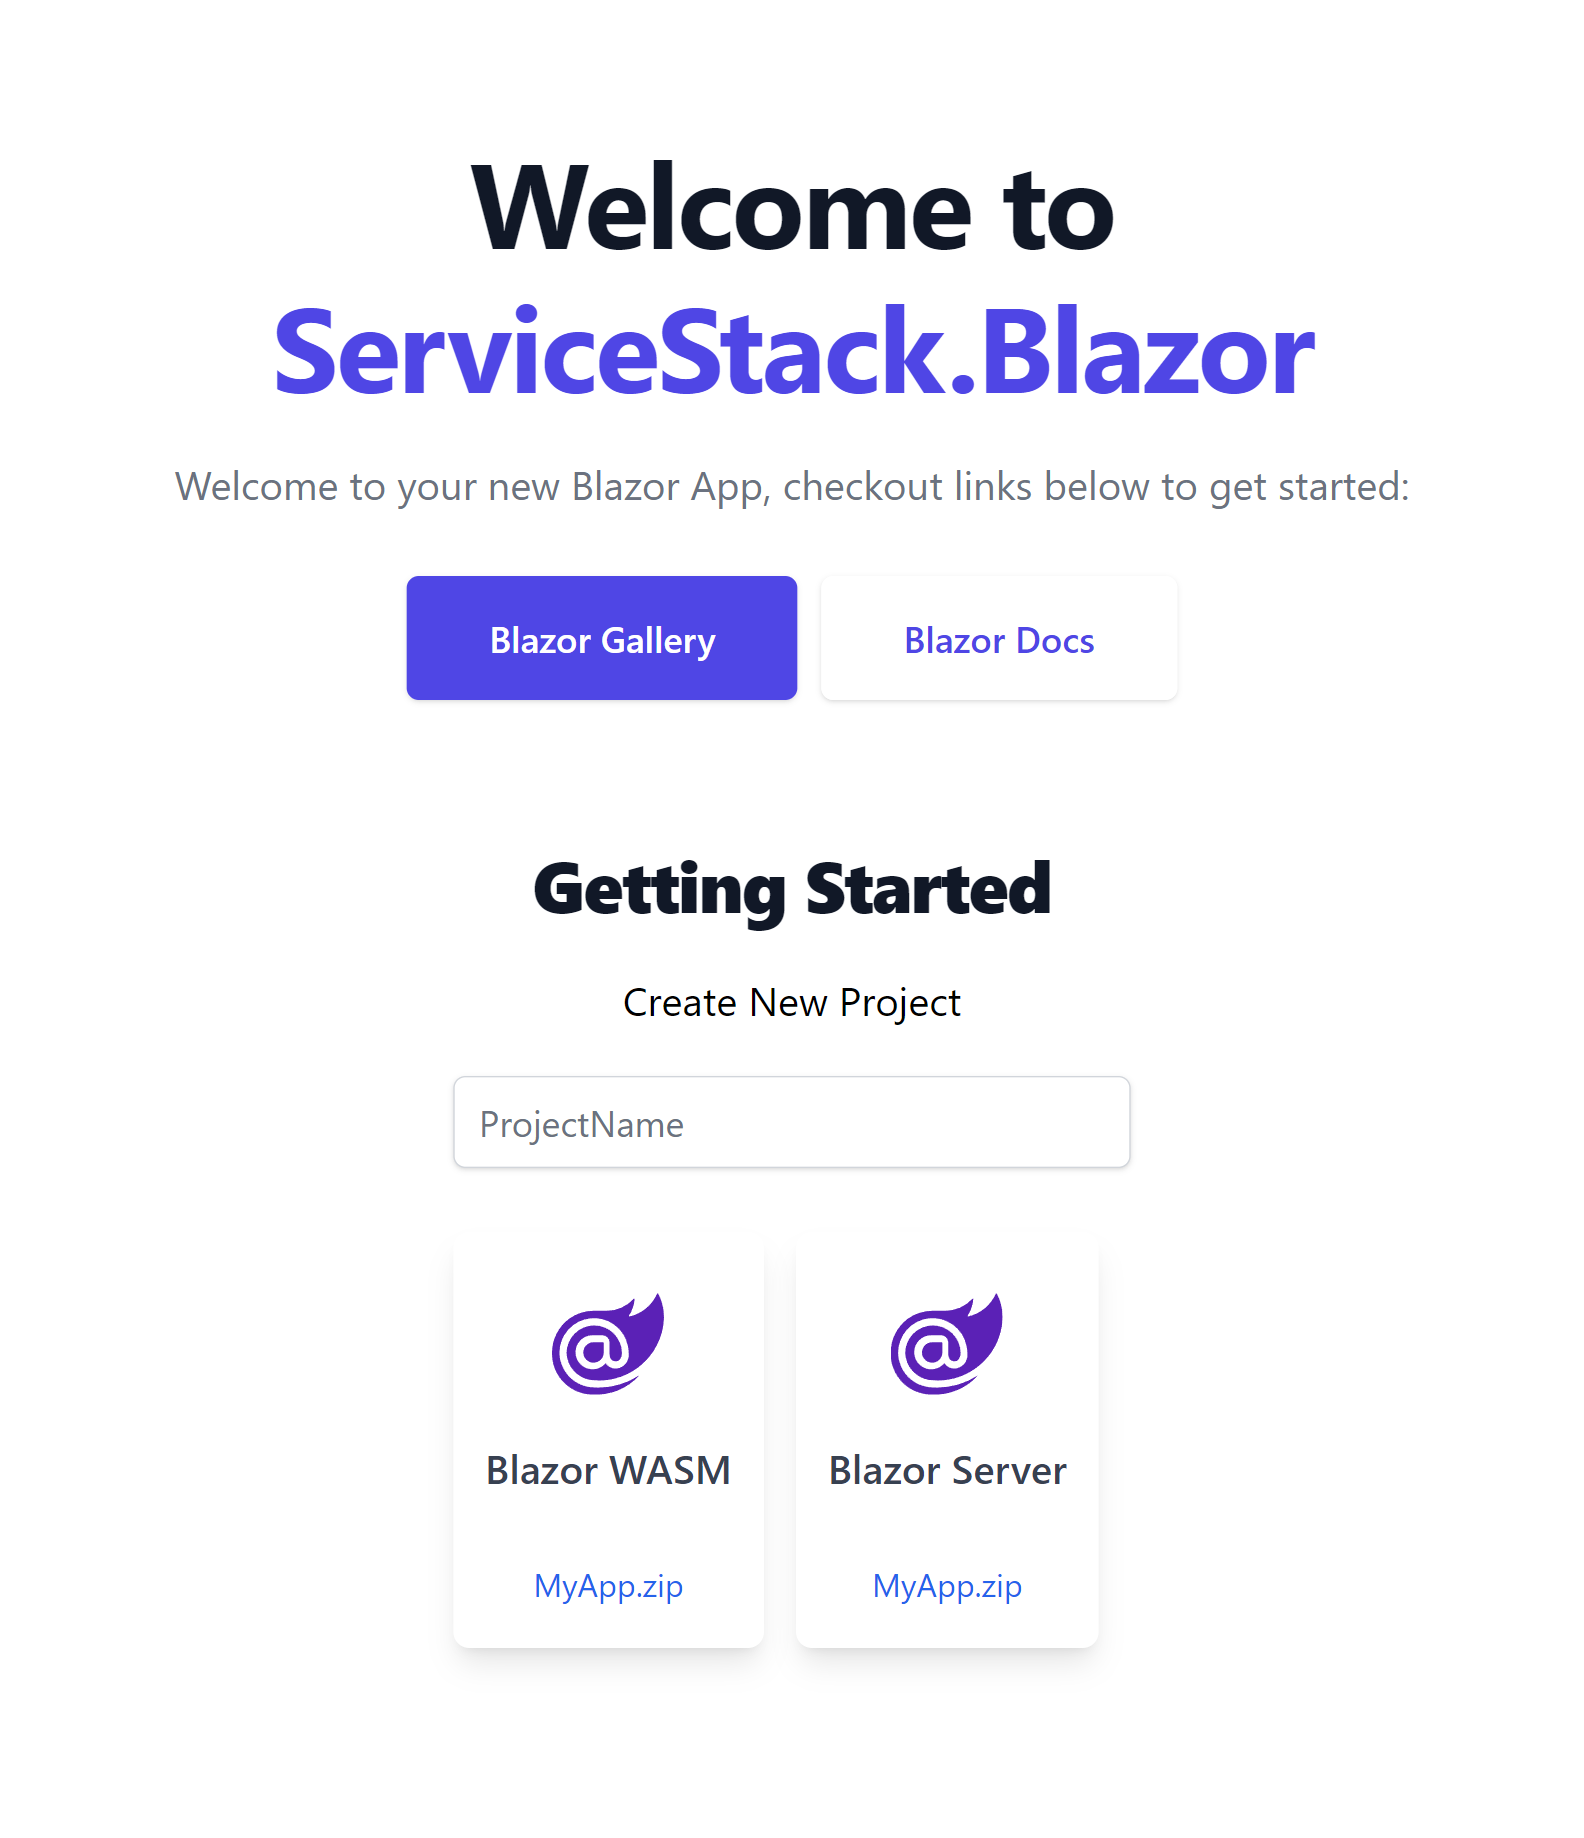 Welcome to
ServiceStack.Blazor
Welcome to your new Blazor App, checkout links below to get started:
Blazor Gallery
Blazor Docs
Getting Started
Create New Project
ProjectName
Blazor WASM
Blazor Server
MyApp.zip
MyApp.zip